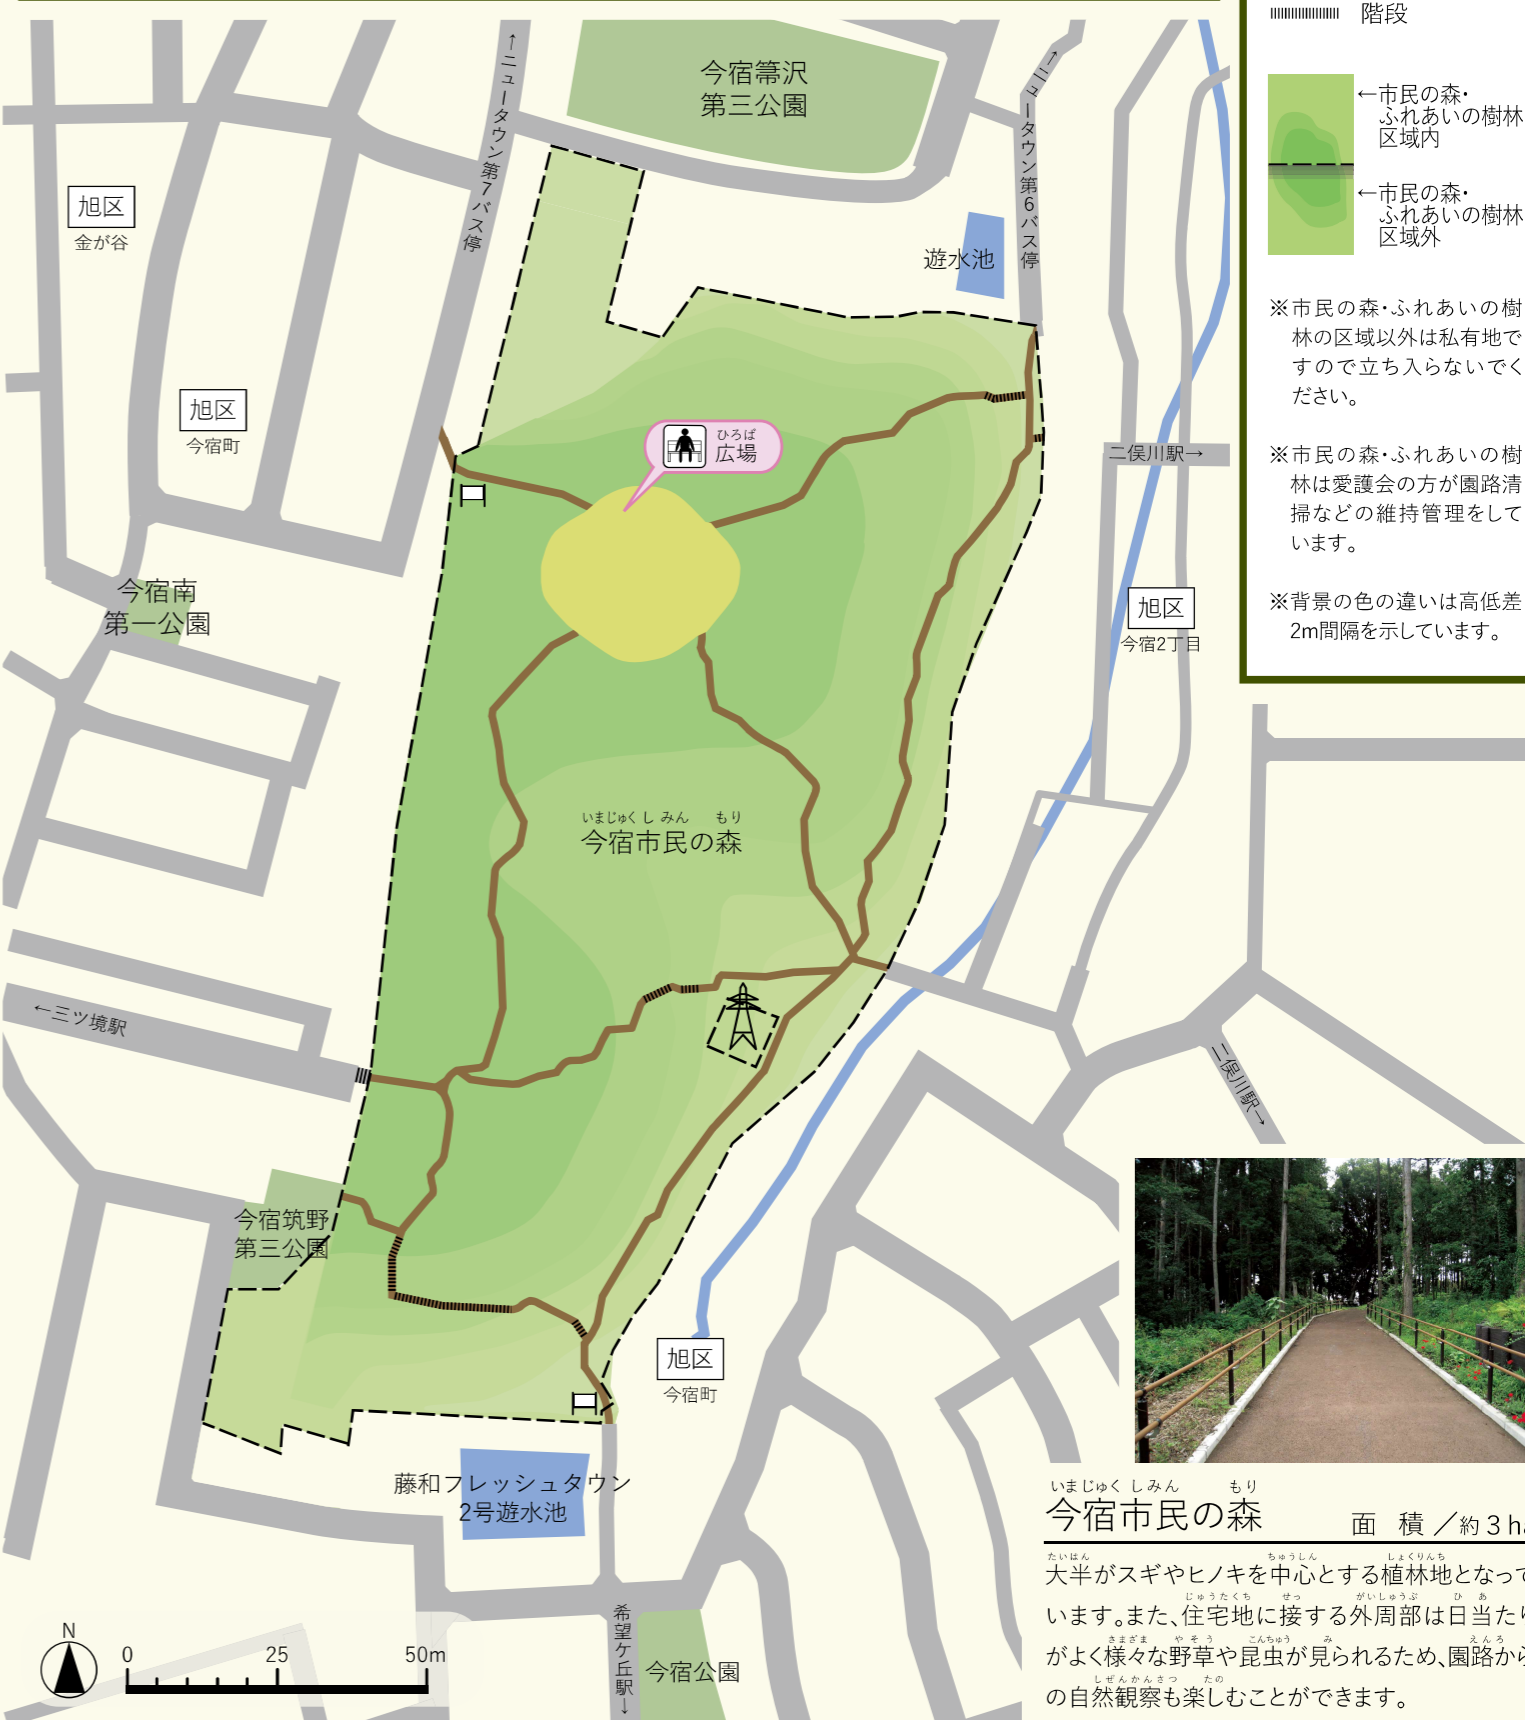 階段
←市民の森・
ふれあいの樹林
区域内
←市民の森・
ふれあいの樹林
区域外
※市民の森・ふれあいの樹
林の区域以外は私有地で
すので立ち入らないでく
ださい。
※市民の森・ふれあいの樹
林は愛護会の方が園路清
掃などの維持管理をして
います。
※背景の色の違いは高低差
2m間隔を示しています。
←ニュータウン第7バス停
今宿箒沢
第三公園
←ニュータウン第6バス停
旭区
金が谷
遊水池
旭区
今宿町
ひろば
広場
二俣川駅→
今宿南
第一公園
旭区
今宿2丁目
いまじゅくしみん もり
今宿市民の森
←三ツ境駅
二俣川駅→
今宿筑野
第三公園
旭区
今宿町
藤和フレッシュタウン
2号遊水池
希望ケ丘駅→
今宿公園
N
0 25 50m
いまじゅくしみん もり
今宿市民の森 面 積／約3ha
たいはん ちゅうしん しょくりんち
大半がスギやヒノキを中心とする植林地となって
じゅうたくち せっ がいしゅうぶ ひ あ
います。また、住宅地に接する外周部は日当たり
さまざま やそう こんちゅう み えんろ
がよく様々な野草や昆虫が見られるため、園路から
しぜんかんさつ たの
の自然観察も楽しむことができます。